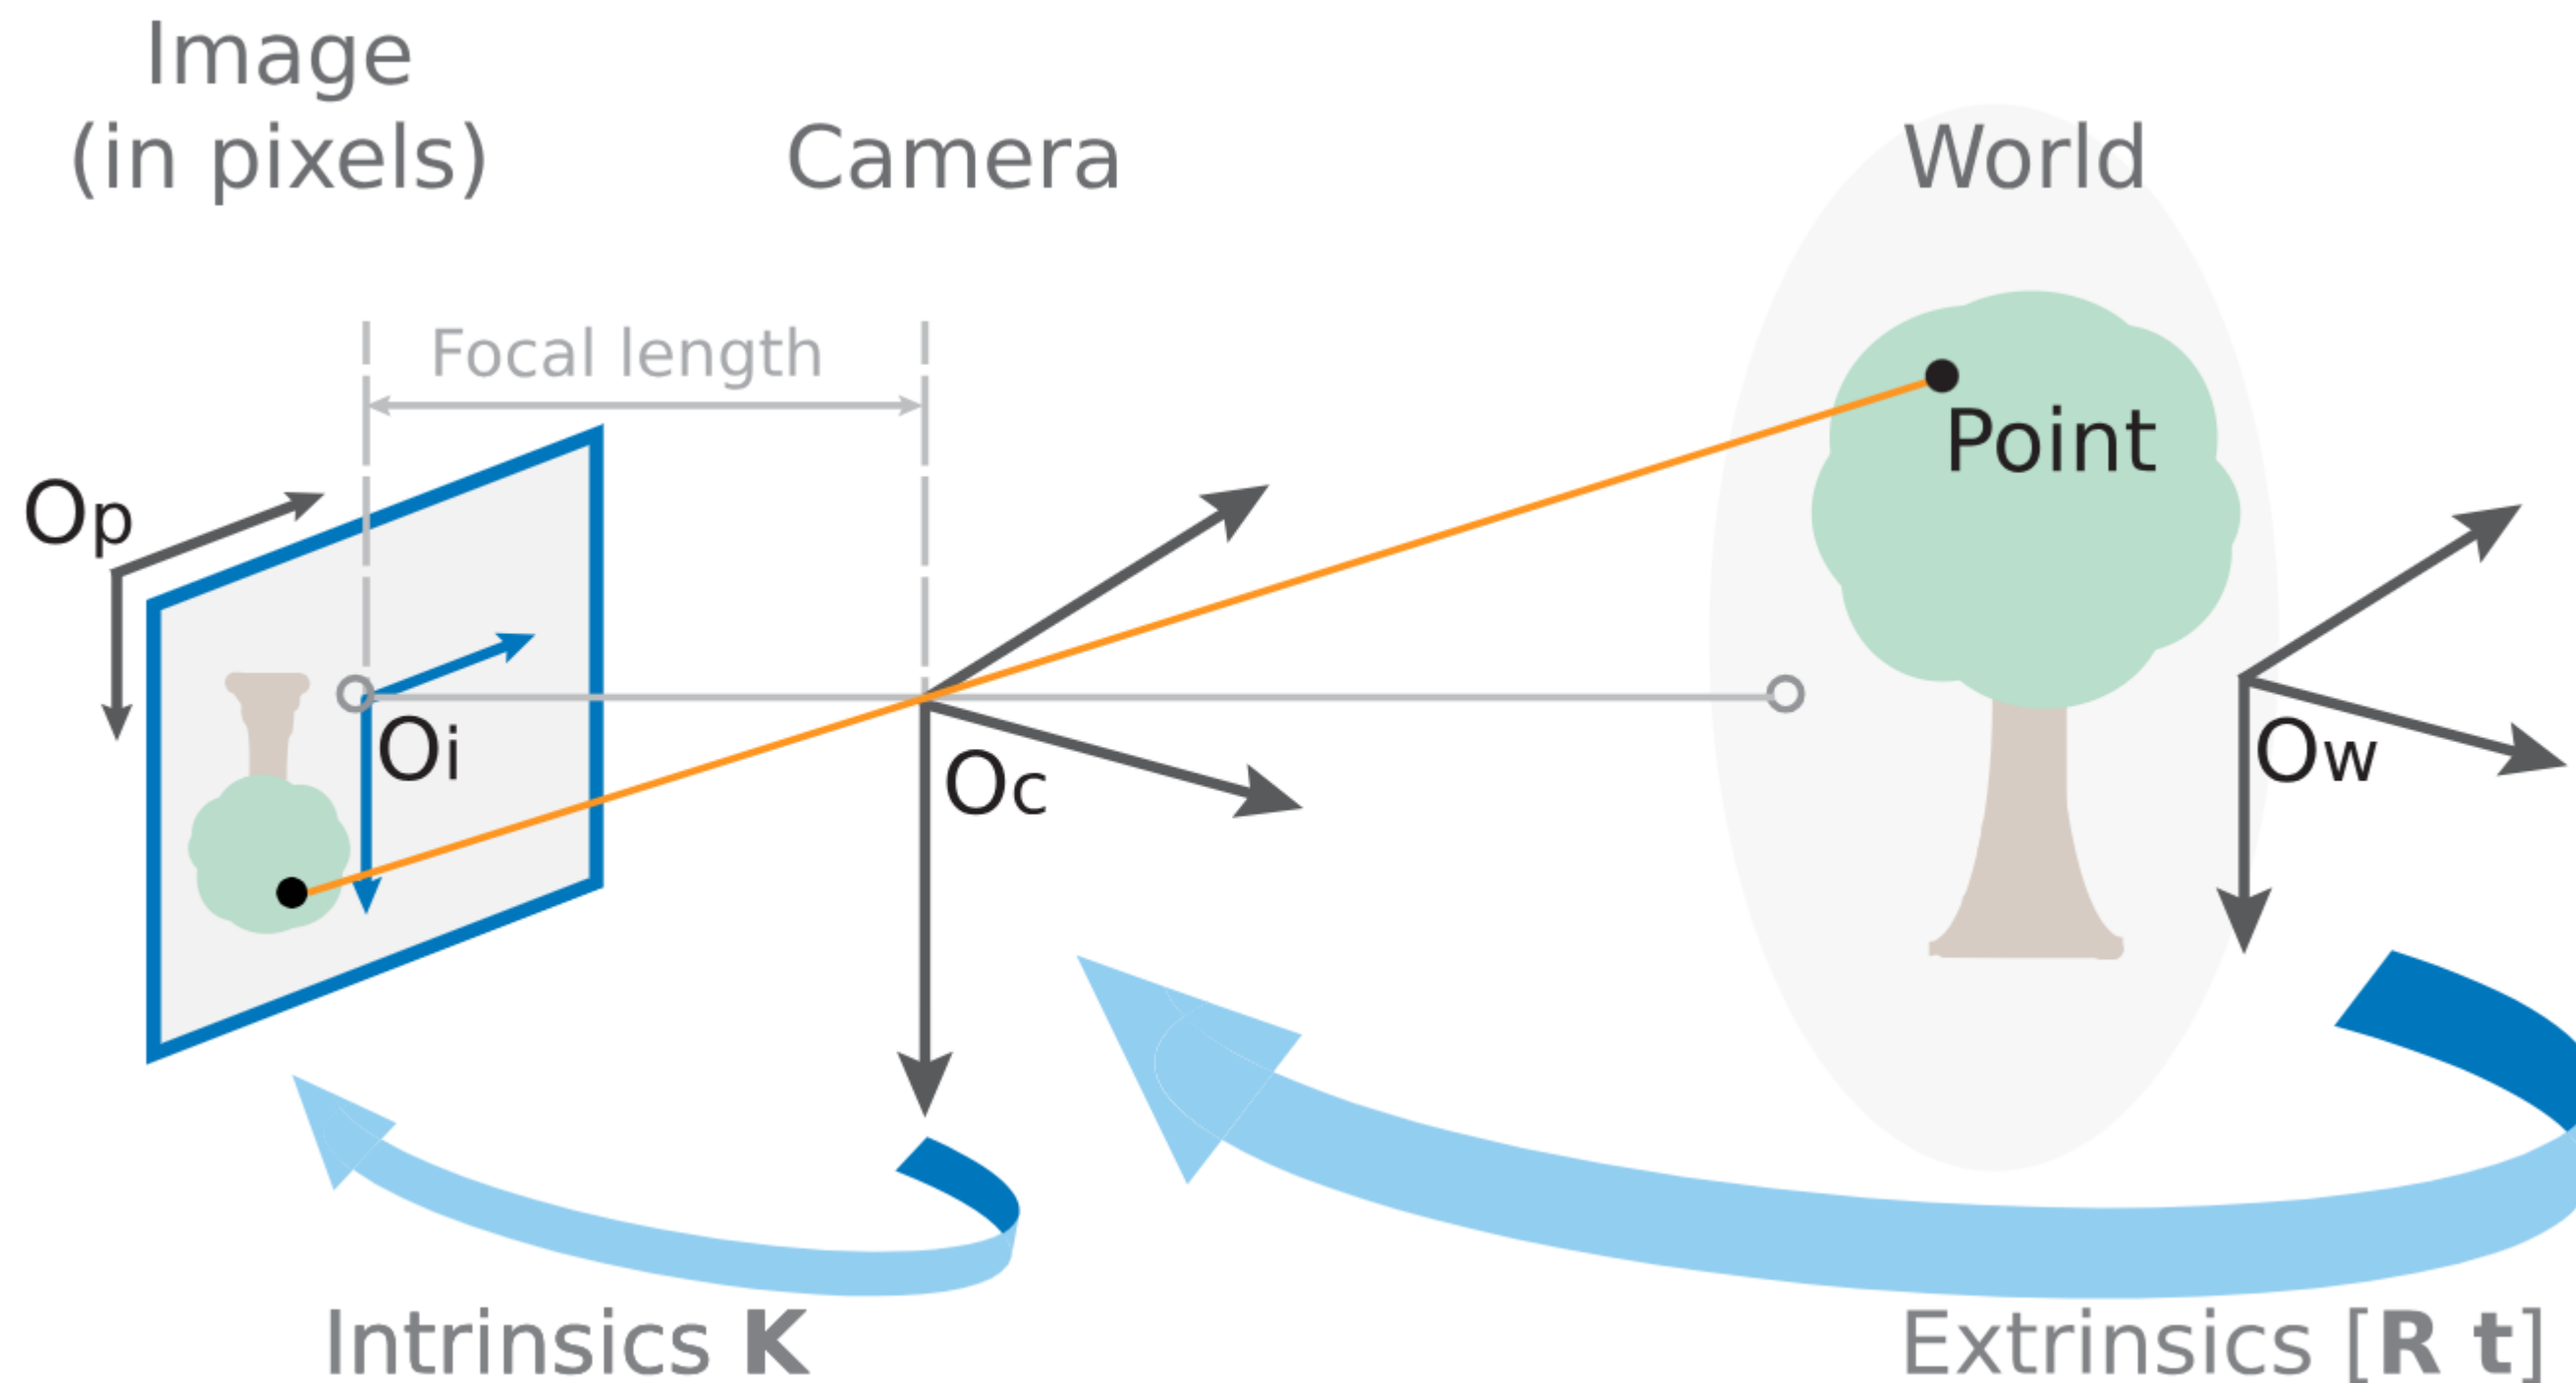 Image
(in pixels)
Camera
World
Focal length
Point
Op
Oi
Oc
Ow
Intrinsics K
Extrinsics [R t]